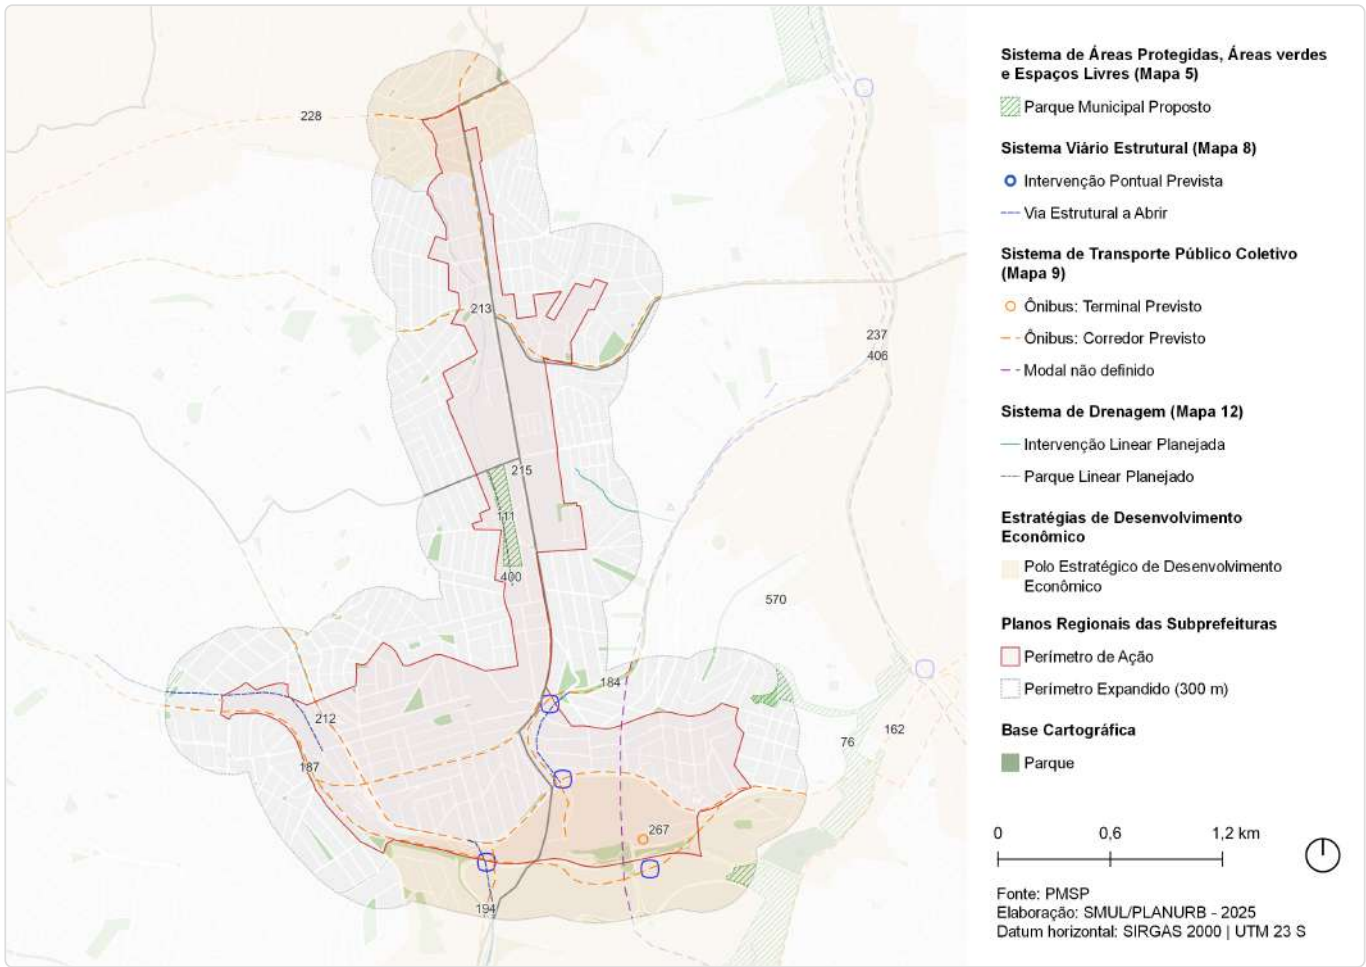 Sistema de Áreas Protegidas, Áreas verdes
e Espaços Livres (Mapa 5)
Parque Municipal Proposto
Sistema Viário Estrutural (Mapa 8)
Intervenção Pontual Prevista
Via Estrutural a Abrir
Sistema de Transporte Público Coletivo
(Mapa 9)
Ônibus: Terminal Previsto
Ônibus: Corredor Previsto
Modal não definido
Sistema de Drenagem (Mapa 12)
Intervenção Linear Planejada
Parque Linear Planejado
Estratégias de Desenvolvimento
Econômico
Polo Estratégico de Desenvolvimento
Econômico
Planos Regionais das Subprefeituras
Perímetro de Ação
Perímetro Expandido (300 m)
Base Cartográfica
Parque
0 0,6 1,2 km
Fonte: PMSP
Elaboração: SMUL/PLANURB - 2025
Datum horizontal: SIRGAS 2000 | UTM 23 S
228
213
237
406
215
111
400
570
184
212
162
76
187
267
194